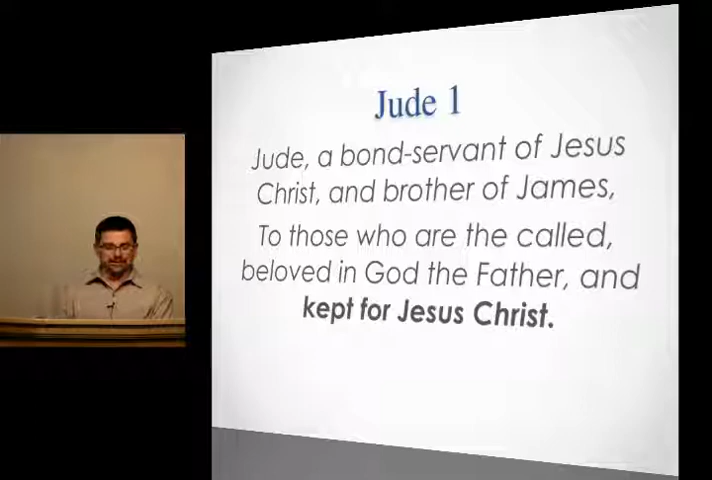 Jude 1
Jude, a bond-servant of Jesus
Christ, and brother of James,
To those who are the called,
beloved in God the Father, and
kept for Jesus Christ.